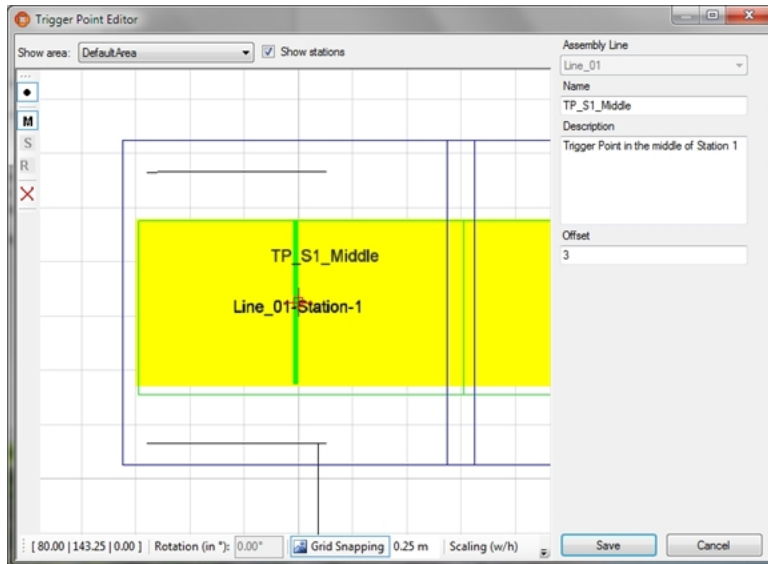 Trigger Point Editor
Show area: DefaultArea Show stations
M
S
R
TP_S1_Middle
Line_01-Station-1
Assembly Line
Line_01
Name
TP_S1_Middle
Description
Trigger Point in the middle of Station 1
Offset
3
[ 80.00 | 143.25 | 0.00 ] Rotation (in °): 0.00° Grid Snapping 0.25 m Scaling (w/h)
Save Cancel